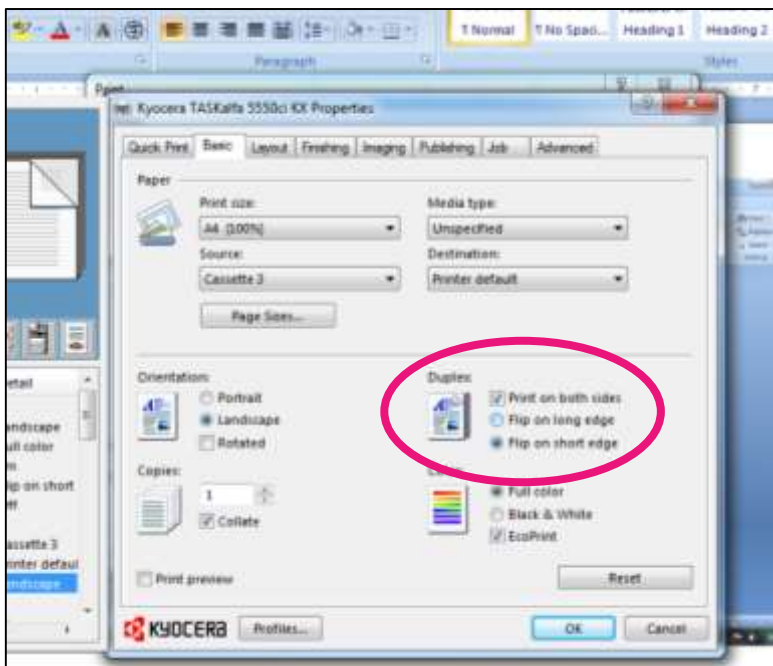 ¶ Normal ¶ No Spaci... Heading 1 Heading 2
Paragraph Styles
Print
Kyocera TASKalfa 5550ci KX Properties
Quick Print Basic Layout Finishing Imaging Publishing Job Advanced
Paper
Print size: Media type:
A4 (100%) Unspecified
Source: Destination:
Cassette 3 Printer default
Page Sizes...
Orientation: Duplex:
Portrait Print on both sides
Landscape Flip on long edge
Rotated Flip on short edge
Copies:
1 Full color
Collate Black & White
EcoPrint
Print preview Reset
KYOCERA Profiles... OK Cancel
etail
andscape
ull color
lip on short
assette 3
rinter defaul
andscape